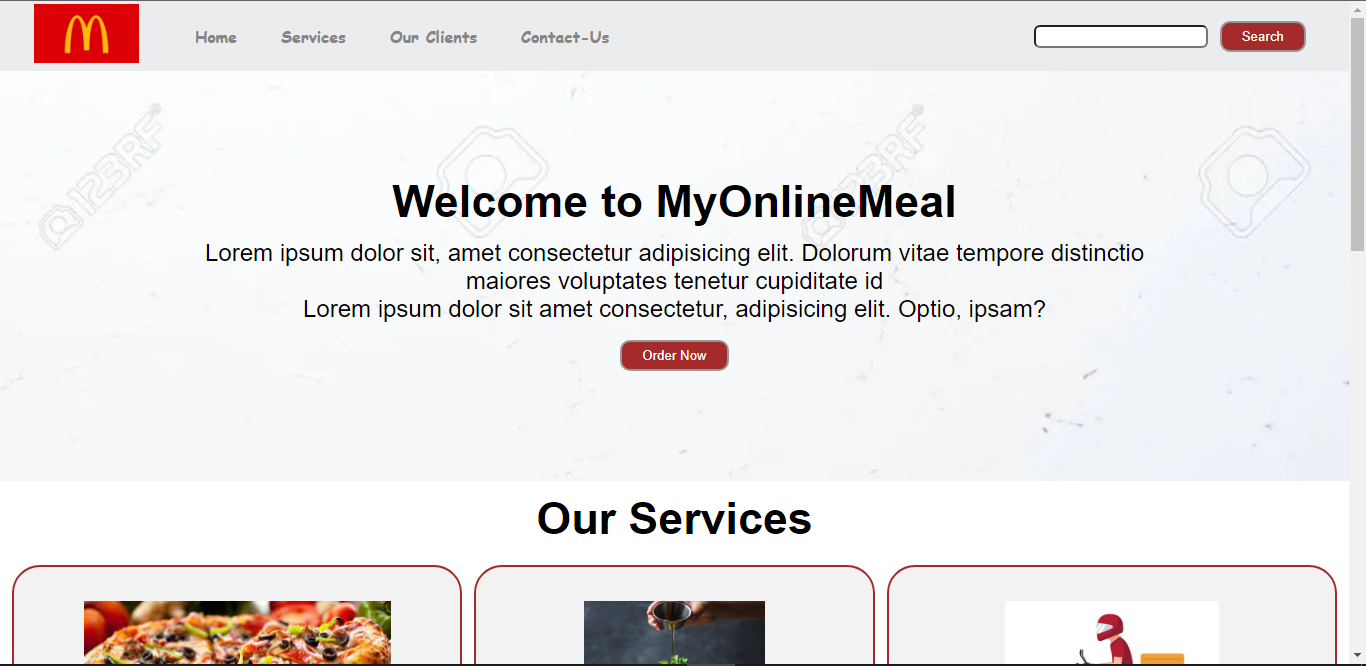 Home Services Our Clients Contact-Us Search
123RF 123RF
Welcome to MyOnlineMeal
Lorem ipsum dolor sit, amet consectetur adipisicing elit. Dolorum vitae tempore distinctio
maiores voluptates tenetur cupiditate id
Lorem ipsum dolor sit amet consectetur, adipisicing elit. Optio, ipsam?
Order Now
Our Services